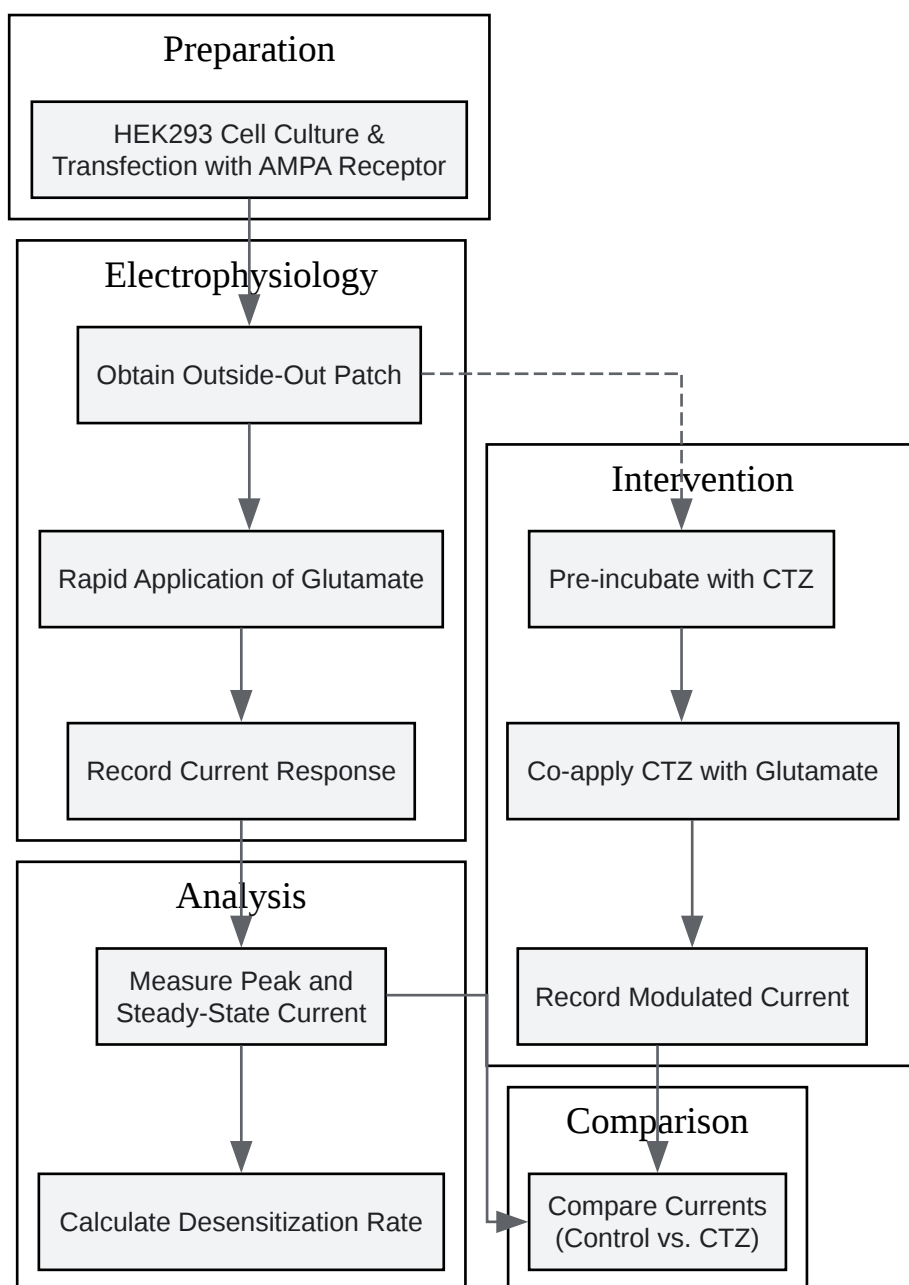 Preparation
HEK293 Cell Culture &
Transfection with AMPA Receptor
Electrophysiology
Obtain Outside-Out Patch
Rapid Application of Glutamate
Record Current Response
Intervention
Pre-incubate with CTZ
Co-apply CTZ with Glutamate
Record Modulated Current
Analysis
Measure Peak and
Steady-State Current
Calculate Desensitization Rate
Comparison
Compare Currents
(Control vs. CTZ)